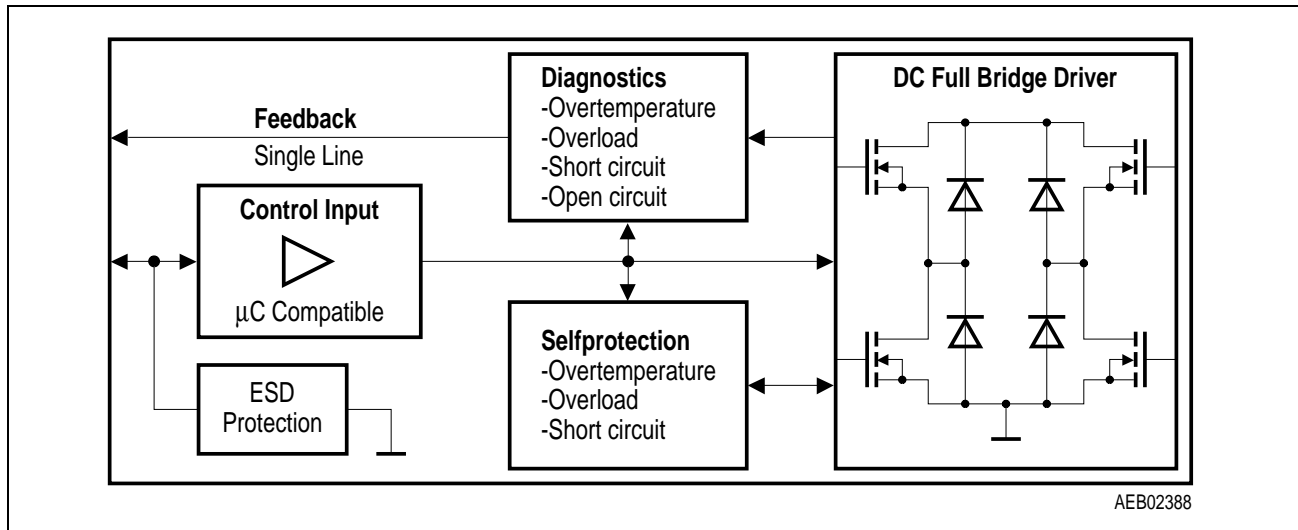 Feedback
Single Line
Control Input
μC Compatible
ESD
Protection
Diagnostics
-Overtemperature
-Overload
-Short circuit
-Open circuit
Selfprotection
-Overtemperature
-Overload
-Short circuit
DC Full Bridge Driver
AEB02388